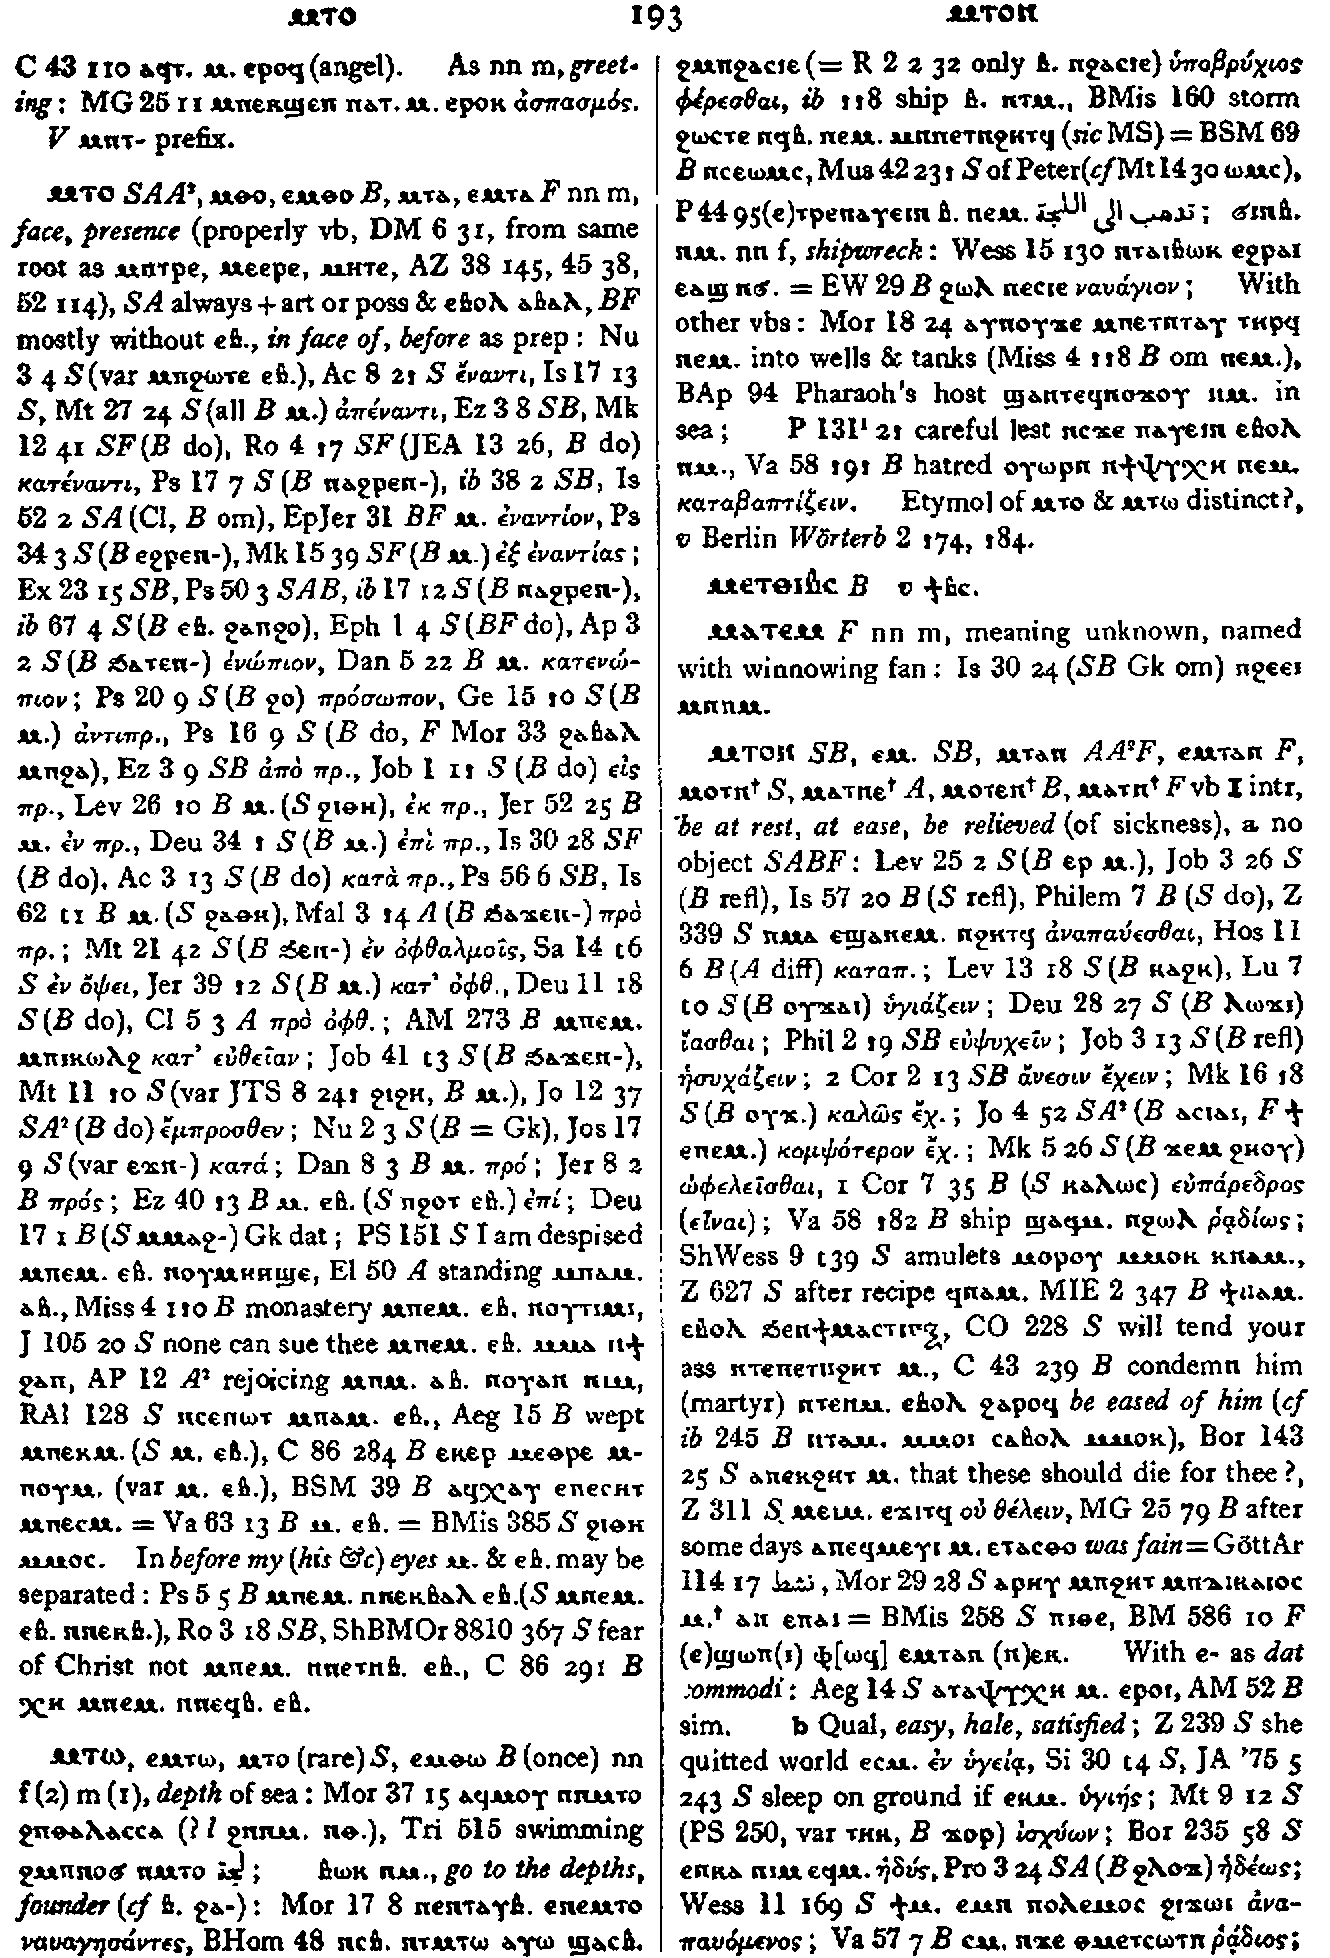 ⲙⲧⲟ 193 ⲙⲧⲟⲛ
C 43 110 ⲁϥⲧ. ⲙ. ⲉⲣⲟϥ (angel). As nn m, greet-
ing: MG 25 11 ⲙⲡⲉⲕϣⲉⲡ ⲡⲁⲧ. ⲙ. ⲉⲣⲟⲕ ἀσπασμός.
V ⲙⲛⲧ- prefix.
ⲙⲧⲟ SAA², ⲙⲑⲟ, ⲉⲙⲑⲟ B, ⲙⲧⲁ, ⲉⲙⲧⲁ F nn m,
face, presence (properly vb, DM 6 31, from same
root as ⲙⲛⲧⲣⲉ, ⲙⲉⲉⲣⲉ, ⲙⲏⲧⲉ, AZ 38 145, 45 38,
52 114), SA always + art or poss & ⲉⲃⲟⲗ ⲁⲃⲁⲗ, BF
mostly without ⲉⲃ., in face of, before as prep: Nu
3 4 S (var ⲙⲡϩⲱⲧⲉ ⲉⲃ.), Ac 8 21 S ἔναντι, Is 17 13
S, Mt 27 24 S (all B ⲙ.) ἀπέναντι, Ez 3 8 SB, Mk
12 41 SF (B do), Ro 4 17 SF (JEA 13 26, B do)
κατέναντι, Ps 17 7 S (B ⲛⲁϩⲣⲉⲛ-), ib 38 2 SB, Is
52 2 SA (Cl, B om), EpJer 31 BF ⲙ. ἐναντίον, Ps
34 3 S (B ⲉϩⲣⲉⲛ-), Mk 15 39 SF (B ⲙ.) ἐξ ἐναντίας;
Ex 23 15 SB, Ps 50 3 SAB, ib 17 12 S (B ⲛⲁϩⲣⲉⲛ-),
ib 67 4 S (B ⲉⲃ. ϩⲁⲡϩⲟ), Eph 1 4 S (BF do), Ap 3
2 S (B ϧⲁⲧⲉⲛ-) ἐνώπιον, Dan 5 22 B ⲙ. κατενώ-
πιον; Ps 20 9 S (B ϩⲟ) πρόσωπον, Ge 15 10 S (B
ⲙ.) ἀντιπρ., Ps 16 9 S (B do, F Mor 33 ϩⲁⲃⲁⲗ
ⲙⲡϩⲁ), Ez 3 9 SB ἀπὸ πρ., Job 1 11 S (B do) εἰς
πρ., Lev 26 10 B ⲙ. (S ϩⲓⲑⲏ), ἐκ πρ., Jer 52 25 B
ⲙ. ἐν πρ., Deu 34 1 S (B ⲙ.) ἐπὶ πρ., Is 30 28 SF
(B do), Ac 3 13 S (B do) κατὰ πρ., Ps 56 6 SB, Is
62 11 B ⲙ. (S ϩⲁⲑⲏ), Mal 3 14 A (B ϧⲁϫⲉⲛ-) πρὸ
πρ.; Mt 21 42 S (B ϧⲉⲛ-) ἐν ὀφθαλμοῖς, Sa 14 16
S ἐν ὄψει, Jer 39 12 S (B ⲙ.) κατ' ὀφθ., Deu 11 18
S (B do), Cl 5 3 A πρὸ ὀφθ.; AM 273 B ⲙⲡⲉⲙ.
ⲙⲡⲓⲕⲱⲗϩ κατ' εὐθεῖαν; Job 41 13 S (B ϧⲁϫⲉⲛ-),
Mt 11 10 S (var JTS 8 241 ϩⲓϩⲏ, B ⲙ.), Jo 12 37
SA² (B do) ἔμπροσθεν; Nu 2 3 S (B = Gk), Jos 17
9 S (var ⲉϫⲛ-) κατά; Dan 8 3 B ⲙ. πρό; Jer 8 2
B πρός; Ez 40 13 B ⲙ. ⲉⲃ. (S ⲡϩⲟⲧ ⲉⲃ.) ἐπί; Deu
17 1 B (S ⲙⲙⲁϩ-) Gk dat; PS 151 S I am despised
ⲙⲡⲉⲙ. ⲉⲃ. ⲛⲟⲩⲙⲏⲏϣⲉ, El 50 A standing ⲙⲡⲁⲙ.
ⲁⲃ., Miss 4 110 B monastery ⲙⲡⲉⲙ. ⲉⲃ. ⲛⲟⲩϯⲙⲓ,
J 105 20 S none can sue thee ⲙⲡⲉⲙ. ⲉⲃ. ⲙⲙⲁ ⲛϯ
ϩⲁⲡ, AP 12 A² rejoicing ⲙⲡⲙ. ⲁⲃ. ⲛⲟⲩⲁⲛ ⲛⲓⲙ,
RAl 128 S ⲛⲥⲉⲡⲱⲧ ⲙⲡⲁⲙ. ⲉⲃ., Aeg 15 B wept
ⲙⲡⲉⲕⲙ. (S ⲙ. ⲉⲃ.), C 86 284 B ⲉⲕⲉⲣ ⲙⲉⲑⲣⲉ ⲙ-
ⲡⲟⲩⲙ. (var ⲙ. ⲉⲃ.), BSM 39 B ⲁϥⲭⲁⲩ ⲉⲡⲉⲥⲏⲧ
ⲙⲡⲉⲥⲙ. = Va 63 13 B ⲙ. ⲉⲃ. = BMis 385 S ϩⲓⲑⲏ
ⲙⲙⲟⲥ. In before my (his &c) eyes ⲙ. & ⲉⲃ. may be
separated: Ps 5 5 B ⲙⲡⲉⲙ. ⲛⲛⲉⲕⲃⲁⲗ ⲉⲃ. (S ⲙⲡⲉⲙ.
ⲉⲃ. ⲛⲛⲉⲕⲃ.), Ro 3 18 SB, ShBMOr 8810 367 S fear
of Christ not ⲙⲡⲉⲙ. ⲛⲛⲉⲧⲛⲃ. ⲉⲃ., C 86 291 B
ⲭⲏ ⲙⲡⲉⲙ. ⲛⲛⲉϥⲃ. ⲉⲃ.
ⲙⲧⲱ, ⲉⲙⲧⲱ, ⲙⲧⲟ (rare) S, ⲉⲙⲑⲱ B (once) nn
f (2) m (1), depth of sea: Mor 37 15 ⲁϥⲙⲟⲩ ⲛⲡⲙⲧⲟ
ϩⲛⲑⲁⲗⲁⲥⲥⲁ (? l ϩⲙⲡⲙ. ⲛⲑ.), Tri 515 swimming
ϩⲙⲡⲛⲟϭ ⲛⲙⲧⲟ; ⲃⲱⲕ ⲛⲙ., go to the depths,
founder (cf ⲃ. ϩⲁ-): Mor 17 8 ⲛⲉⲛⲧⲁⲩⲃ. ⲉⲡⲉⲙⲧⲟ
ναυαγησάντες, BHom 48 ⲛⲥⲃ. ⲛⲧⲙⲧⲱ ⲁⲩⲱ ϣⲁⲥⲃ.
ϩⲙⲡϩⲁⲥⲓⲉ (= R 2 2 32 only ⲃ. ⲛϩⲁⲥⲓⲉ) ὑποβρύχιος
φέρεσθαι, ib 118 ship ⲃ. ⲛⲧⲙ., BMis 160 storm
ϩⲱⲥⲧⲉ ⲛϥⲃ. ⲛⲉⲙ. ⲙⲡⲛⲉⲧⲛϩⲏⲧϥ (sic MS) = BSM 69
B ⲛⲥⲉⲱⲙⲥ, Mus 42 231 S of Peter (cf Mt 14 30 ⲱⲙⲥ),
P 44 95 (ⲉ)ⲧⲣⲉⲛⲁⲩⲉⲓⲛ ⲃ. ⲛⲉⲙ. تذهب الى; ϭⲓⲛⲃ.
ⲛⲙ. nn f, shipwreck: Wess 15 130 ⲛⲧⲁⲓⲃⲱⲕ ⲉϩⲣⲁⲓ
ⲉⲁϣ ⲛϭ. = EW 29 B ϩⲱⲗ ⲛⲉⲥⲓⲉ ναυάγιον; With
other vbs: Mor 18 24 ⲁⲩⲛⲟⲩϫⲉ ⲙⲡⲉⲧⲛⲧⲁⲩ ⲧⲏⲣϥ
ⲛⲉⲙ. into wells & tanks (Miss 4 118 B om ⲛⲉⲙ.),
BAp 94 Pharaoh's host ϣⲁⲛⲧⲉϥⲛⲟϫⲟⲩ ⲛⲙ. in
sea; P 131¹ 21 careful lest ⲛⲥϫⲉ ⲛⲁⲩⲉⲓⲛ ⲉⲃⲟⲗ
ⲛⲙ., Va 58 191 B hatred ⲟⲩⲱⲣⲡ ⲛϯⲯⲩⲭⲏ ⲛⲉⲙ.
καταβαπτίζειν. Etymol of ⲙⲧⲟ & ⲙⲧⲱ distinct?,
v Berlin Wörterb 2 174, 184.
ⲙⲉⲧⲑⲓⲃⲥ B v ϯⲃⲥ.
ⲙⲁⲧⲉⲙ F nn m, meaning unknown, named
with winnowing fan: Is 30 24 (SB Gk om) ⲡϩⲉⲉⲓ
ⲙⲛⲡⲙ.
ⲙⲧⲟⲛ SB, ⲉⲙ. SB, ⲙⲧⲁⲛ AA²F, ⲉⲙⲧⲁⲛ F,
ⲙⲟⲧⲛ† S, ⲙⲁⲧⲛⲉ† A, ⲙⲟⲧⲉⲛ† B, ⲙⲁⲧⲛ† F vb I intr,
be at rest, at ease, be relieved (of sickness), a no
object SABF: Lev 25 2 S (B ⲉⲣ ⲙ.), Job 3 26 S
(B refl), Is 57 20 B (S refl), Philem 7 B (S do), Z
339 S ⲡⲙⲁ ⲉϣⲁⲕⲉⲙ. ⲛϩⲏⲧϥ ἀναπαύεσθαι, Hos 11
6 B (A diff) καταπ.; Lev 13 18 S (B ⲕⲁϩⲕ), Lu 7
10 S (B ⲟⲩϫⲁⲓ) ὑγιάζειν; Deu 28 27 S (B ⲗⲱϫⲓ)
ἴασθαι; Phil 2 19 SB εὐψυχεῖν; Job 3 13 S (B refl)
ἡσυχάζειν; 2 Cor 2 13 SB ἄνεσιν ἔχειν; Mk 16 18
S (B ⲟⲩϫ.) καλῶς ἔχ.; Jo 4 52 SA² (B ⲁⲥⲓⲁⲓ, F ϯ
ⲉⲡⲉⲙ.) κομψότερον ἔχ.; Mk 5 26 S (B ϫⲉⲙ ϩⲏⲟⲩ)
ὠφελεῖσθαι, 1 Cor 7 35 B (S ⲕⲁⲗⲱⲥ) εὐπάρεδρος
(εἶναι); Va 58 182 B ship ϣⲁϥⲙ. ⲛϩⲱⲗ ῥᾳδίως;
ShWess 9 139 S amulets ⲙⲟⲣⲟⲩ ⲙⲙⲟⲕ ⲕⲛⲁⲙ.,
Z 627 S after recipe ϥⲛⲁⲙ. MIE 2 347 B ϯⲛⲁⲙ.
ⲉⲃⲟⲗ ϧⲉⲛϯⲙⲁⲥⲧⲓⲅⲝ, CO 228 S will tend your
ass ⲛⲧⲉⲡⲉⲧⲛϩⲏⲧ ⲙ., C 43 239 B condemn him
(martyr) ⲛⲧⲉⲛⲙ. ⲉⲃⲟⲗ ϩⲁⲣⲟϥ be eased of him (cf
ib 245 B ⲛⲧⲁⲙ. ⲙⲙⲟⲓ ⲥⲁⲃⲟⲗ ⲙⲙⲟⲕ), Bor 143
25 S ⲁⲡⲉⲕϩⲏⲧ ⲙ. that these should die for thee?,
Z 311 S ⲙⲉⲓⲙ. ⲉϫⲓⲧϥ οὐ θέλειν, MG 25 79 B after
some days ⲁⲡⲉϥⲙⲉⲩⲓ ⲙ. ⲉⲧⲁⲥⲑⲟ was fain = GöttAr
114 17, Mor 29 28 S ⲁⲣⲏⲩ ⲙⲡϩⲏⲧ ⲙⲡϫⲓⲕⲁⲓⲟⲥ
ⲙ.† ⲁⲛ ⲉⲡⲁⲓ = BMis 258 S ⲡⲓⲑⲉ, BM 586 10 F
(ⲉ)ϣⲱⲡ(ⲓ) ⲫ[ⲱϥ] ⲉⲙⲧⲁⲛ (ⲛ)ⲉⲕ. With ⲉ- as dat
commodi: Aeg 14 S ⲁⲧⲁⲯⲩⲭⲏ ⲙ. ⲉⲣⲟⲓ, AM 52 B
sim. b Qual, easy, hale, satisfied; Z 239 S she
quitted world ⲉⲥⲙ. ἐν ὑγείᾳ, Si 30 14 S, JA '75 5
243 S sleep on ground if ⲉⲕⲙ. ὑγιής; Mt 9 12 S
(PS 250, var ⲧⲏⲕ, B ϫⲟⲣ) ἰσχύων; Bor 235 58 S
ⲉⲛⲕⲁ ⲛⲓⲙ ⲉϥⲙ. ἡδύς, Pro 3 24 SA (B ϩⲗⲟϫ) ἡδέως;
Wess 11 169 S ϯⲙ. ⲉⲙⲛ ⲡⲟⲗⲉⲙⲟⲥ ϩⲓϫⲱⲓ ἀνα-
παυόμενος; Va 57 7 B ⲥⲙ. ⲛϫⲉ ⲑⲙⲉⲧⲥⲱⲧⲡ ῥᾴδιος;